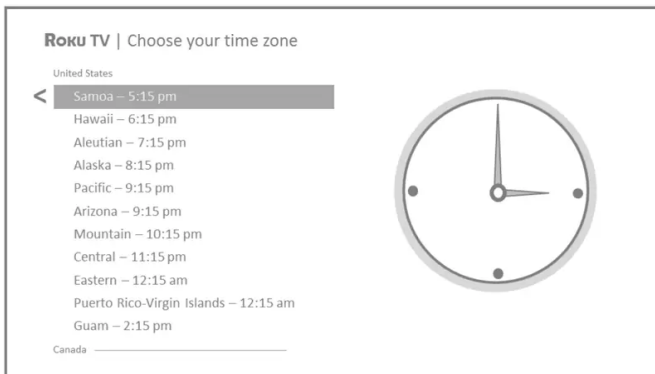 ROKU TV | Choose your time zone
United States
<
Samoa – 5:15 pm
Hawaii – 6:15 pm
Aleutian – 7:15 pm
Alaska – 8:15 pm
Pacific – 9:15 pm
Arizona – 9:15 pm
Mountain – 10:15 pm
Central – 11:15 pm
Eastern – 12:15 am
Puerto Rico-Virgin Islands – 12:15 am
Guam – 2:15 pm
Canada